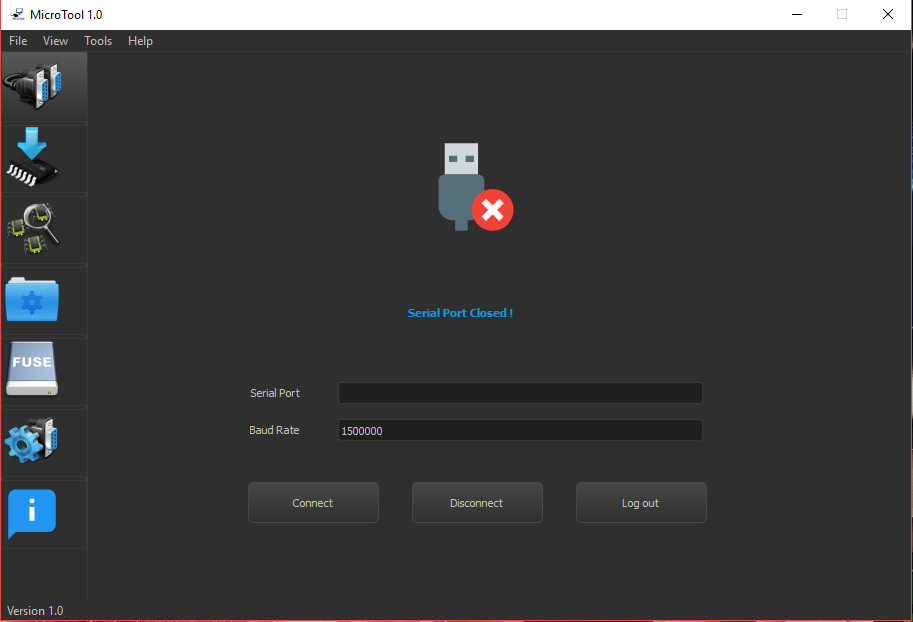 MicroTool 1.0
File View Tools Help
FUSE
i
Serial Port Closed !
Serial Port
Baud Rate 1500000
Connect Disconnect Log out
Version 1.0